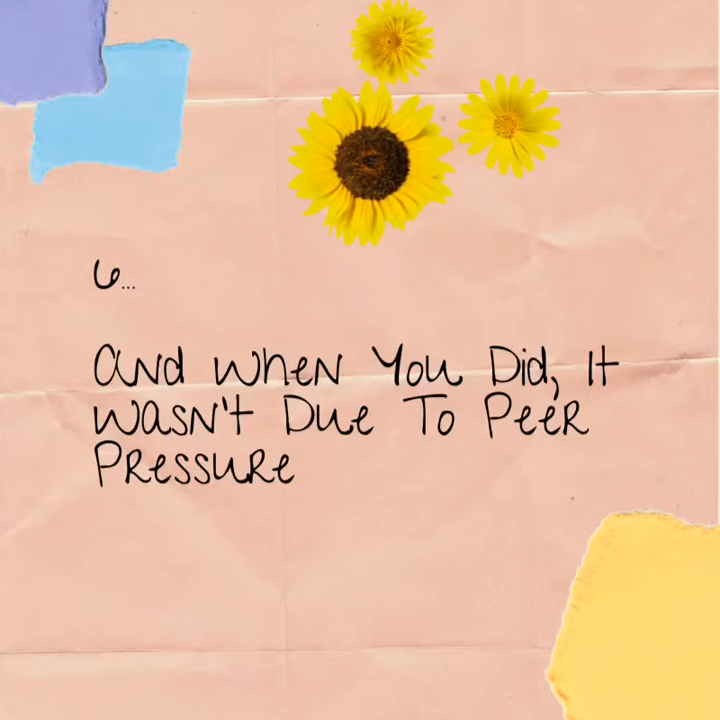 6...
And When You Did, It
Wasn't Due To Peer
Pressure